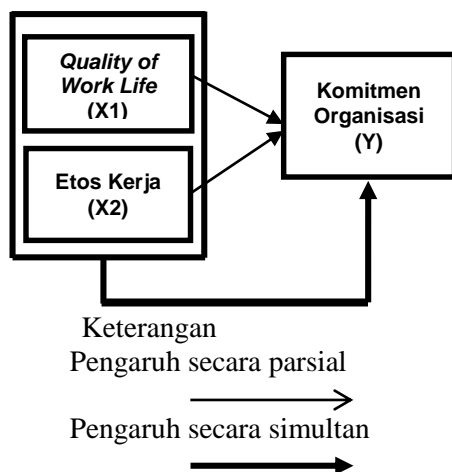 Quality of
Work Life
(X1)
Komitmen
Organisasi
(Y)
Etos Kerja
(X2)
Keterangan
Pengaruh secara parsial
Pengaruh secara simultan